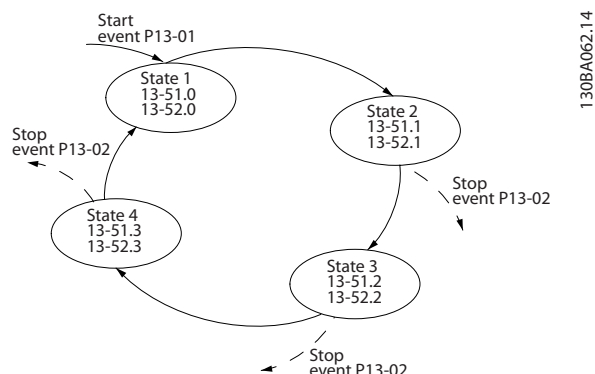 Start
event P13-01
State 1
13-51.0
13-52.0
State 2
13-51.1
13-52.1
Stop
event P13-02
State 3
13-51.2
13-52.2
Stop
event P13-02
State 4
13-51.3
13-52.3
Stop
event P13-02
130BA062.14